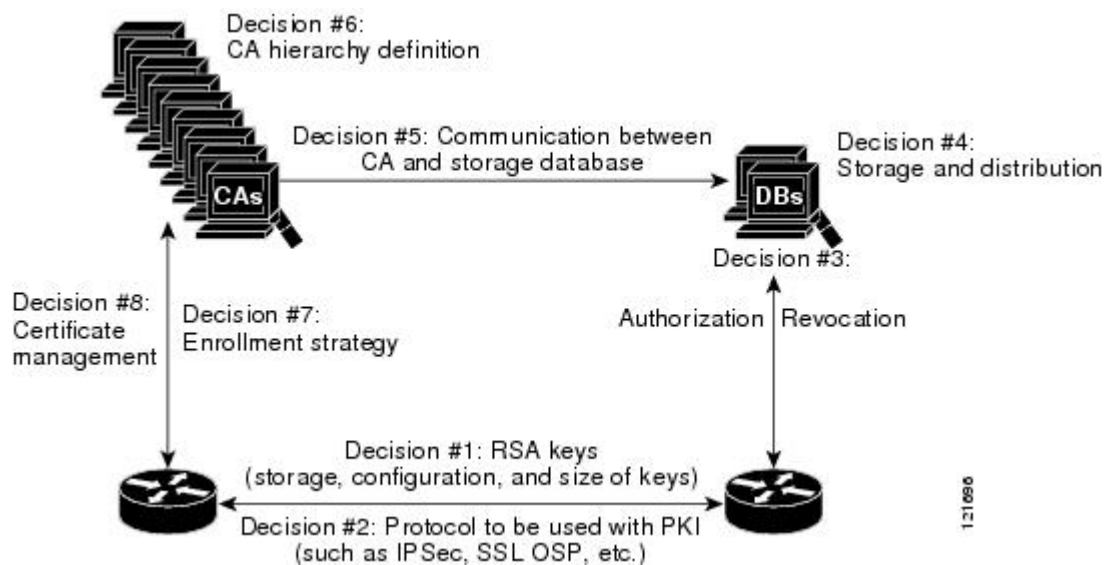 Decision #6:
CA hierarchy definition
Decision #5: Communication between
CA and storage database
Decision #4:
Storage and distribution
CAs
DBs
Decision #3:
Decision #8:
Certificate
management
Decision #7:
Enrollment strategy
Authorization
Revocation
Decision #1: RSA keys
(storage, configuration, and size of keys)
Decision #2: Protocol to be used with PKI
(such as IPSec, SSL OSP, etc.)
121696